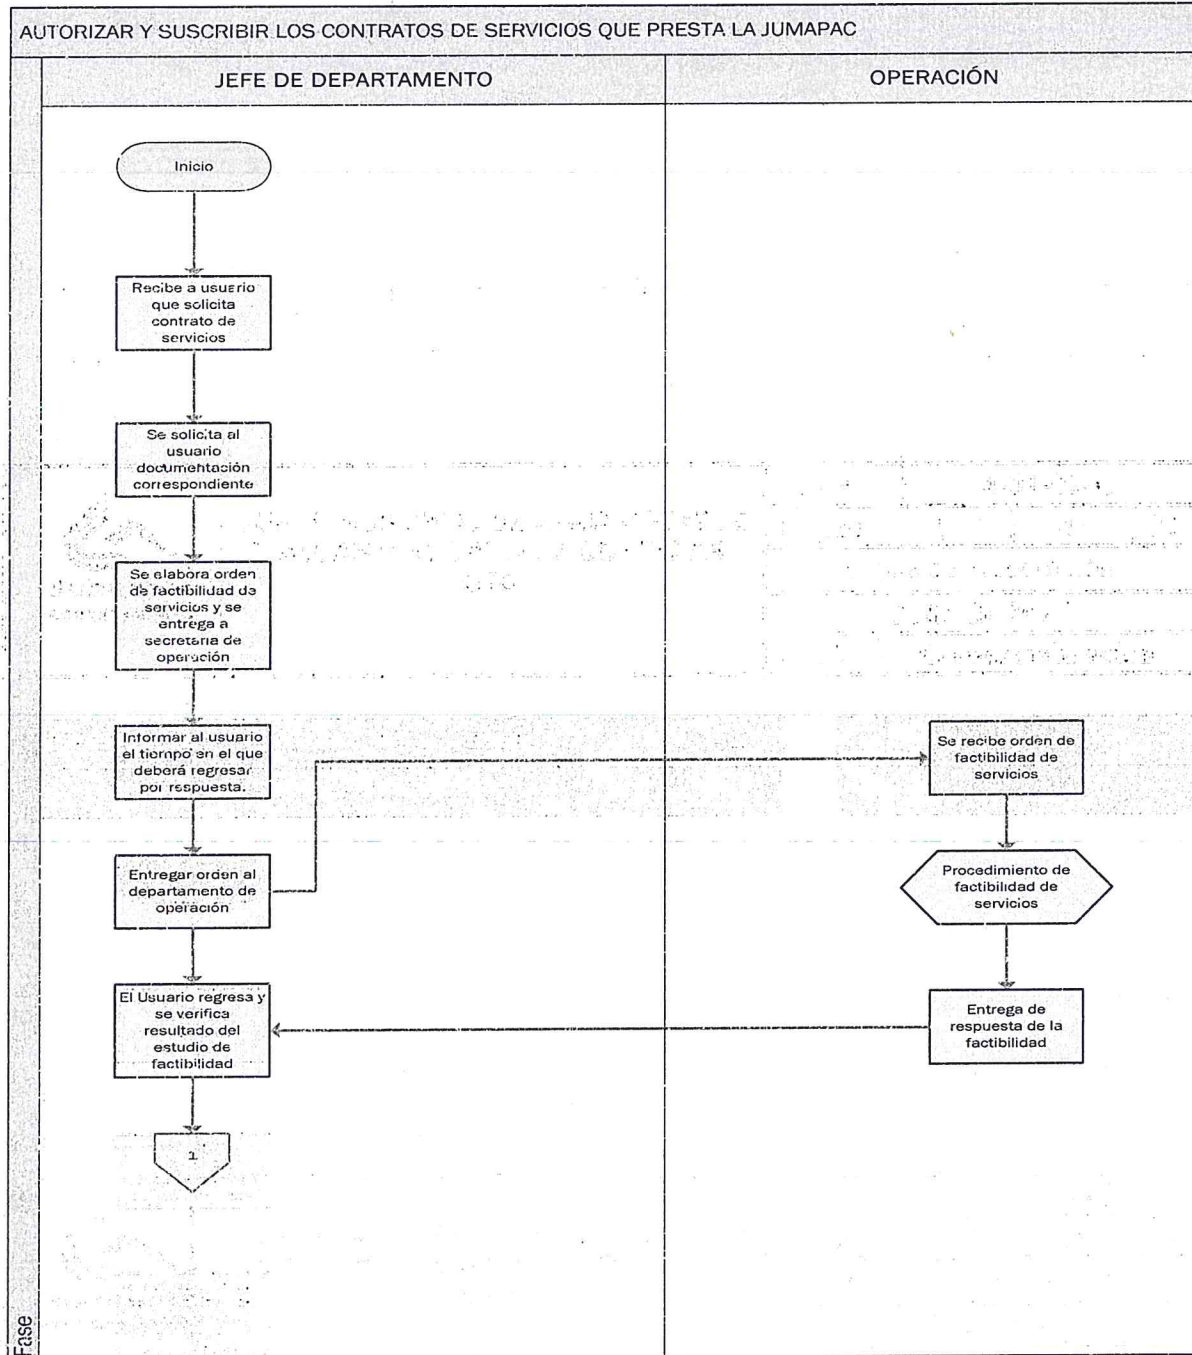 AUTORIZAR Y SUSCRIBIR LOS CONTRATOS DE SERVICIOS QUE PRESTA LA JUMAPAC
JEFE DE DEPARTAMENTO
OPERACIÓN
Inicio
Recibe a usuario
que solicita
contrato de
servicios
Se solicita al
usuario
documentación
correspondiente
Se elabora orden
de factibilidad de
servicios y se
entrega a
secretaria de
operación
Informar al usuario
el tiempo en el que
deberá regresar
por respuesta.
Entregar orden al
departamento de
operación
Se recibe orden de
factibilidad de
servicios
Procedimiento de
factibilidad de
servicios
Entrega de
respuesta de la
factibilidad
El Usuario regresa y
se verifica
resultado del
estudio de
factibilidad
1
Fase